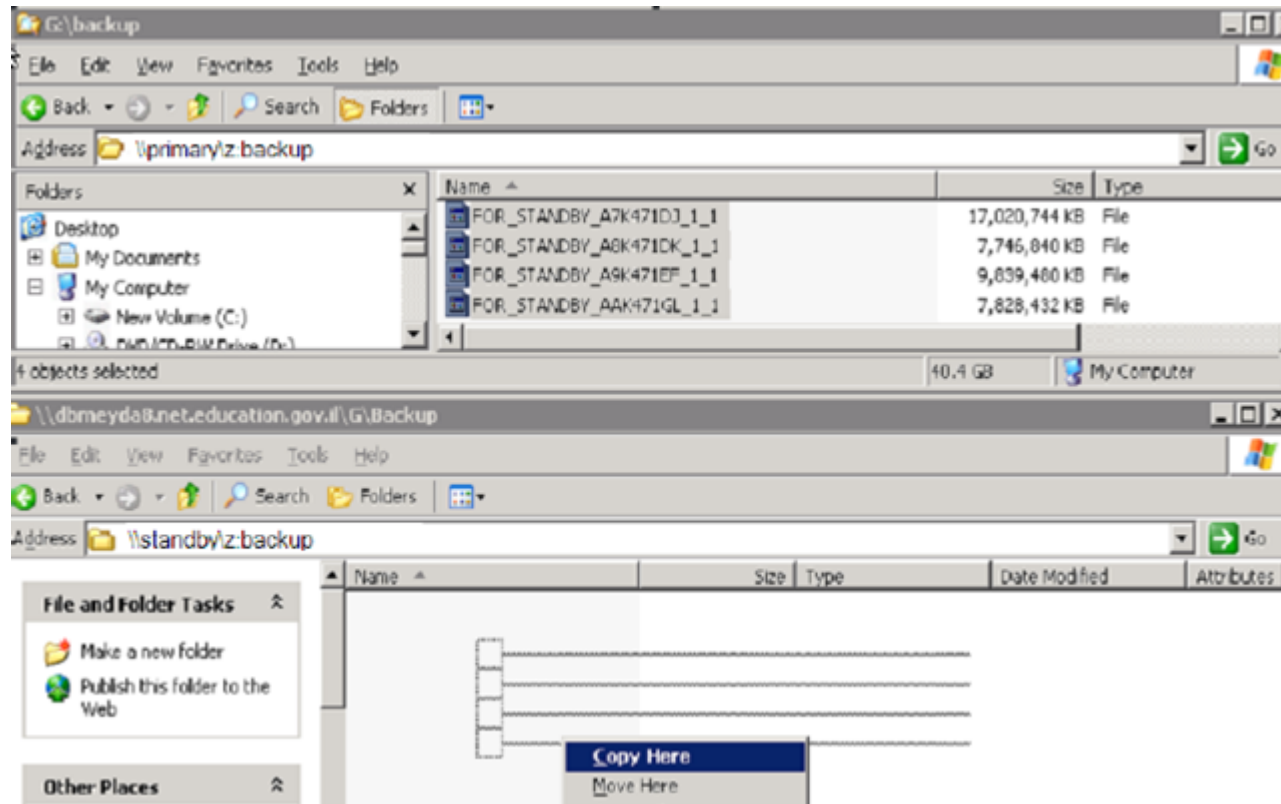 G:\backup
File Edit View Favorites Tools Help
Back Search Folders
Address \\primary\z:backup Go
Folders x Name Size Type
Desktop FOR_STANDBY_A7K471DJ_1_1 17,020,744 KB File
My Documents FOR_STANDBY_A8K471DK_1_1 7,746,840 KB File
My Computer FOR_STANDBY_A9K471EF_1_1 9,839,480 KB File
New Volume (C:) FOR_STANDBY_AAK471GL_1_1 7,828,432 KB File
DVD/CD-RW Drive (D:)
4 objects selected 40.4 GB My Computer
\\dbmeyda8.net.education.gov.il\G\Backup
File Edit View Favorites Tools Help
Back Search Folders
Address \\standby\z:backup Go
Name Size Type Date Modified Attributes
File and Folder Tasks
Make a new folder
Publish this folder to the
Web
Copy Here
Other Places Move Here